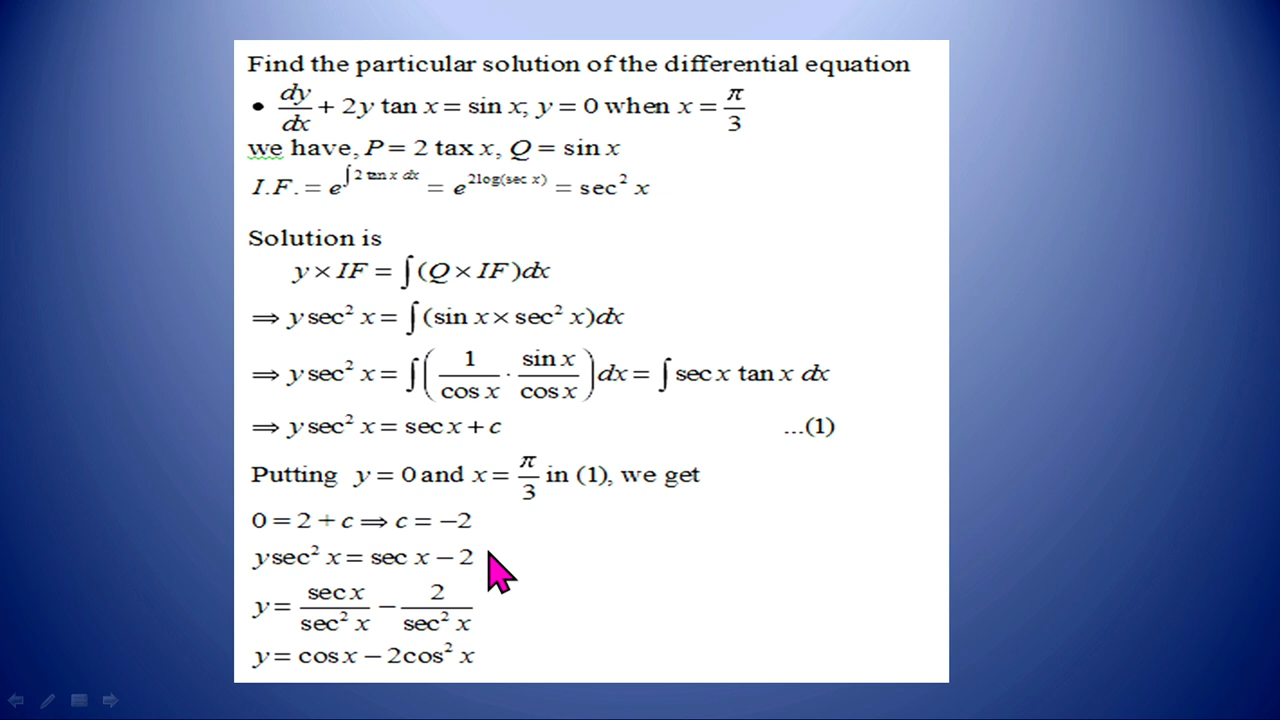 Find the particular solution of the differential equation
• dy/dx + 2y tan x = sin x; y = 0 when x = π/3
we have, P = 2 tax x, Q = sin x
I.F. = e^(∫2 tan x dx) = e^(2log(sec x)) = sec² x
Solution is
y × IF = ∫(Q × IF)dx
⇒ y sec² x = ∫(sin x × sec² x)dx
⇒ y sec² x = ∫(1/cos x · sin x/cos x)dx = ∫sec x tan x dx
⇒ y sec² x = sec x + c ...(1)
Putting y = 0 and x = π/3 in (1), we get
0 = 2 + c ⇒ c = −2
y sec² x = sec x − 2
y = sec x/sec² x − 2/sec² x
y = cos x − 2cos² x